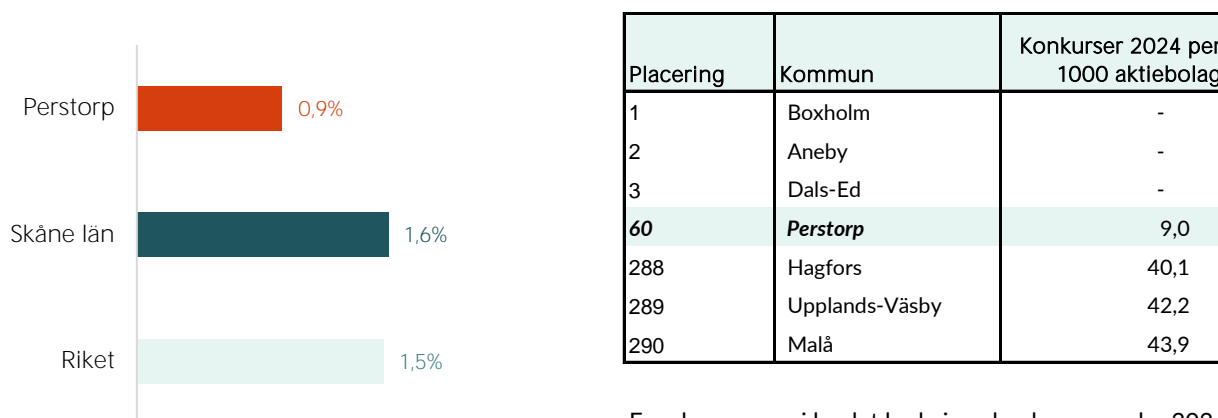 Perstorp 0,9%
Skåne län 1,6%
Riket 1,5%
Placering Kommun Konkurser 2024 per
1000 aktiebolag
1 Boxholm -
2 Aneby -
3 Dals-Ed -
60 Perstorp 9,0
288 Hagfors 40,1
289 Upplands-Väsby 42,2
290 Malå 43,9